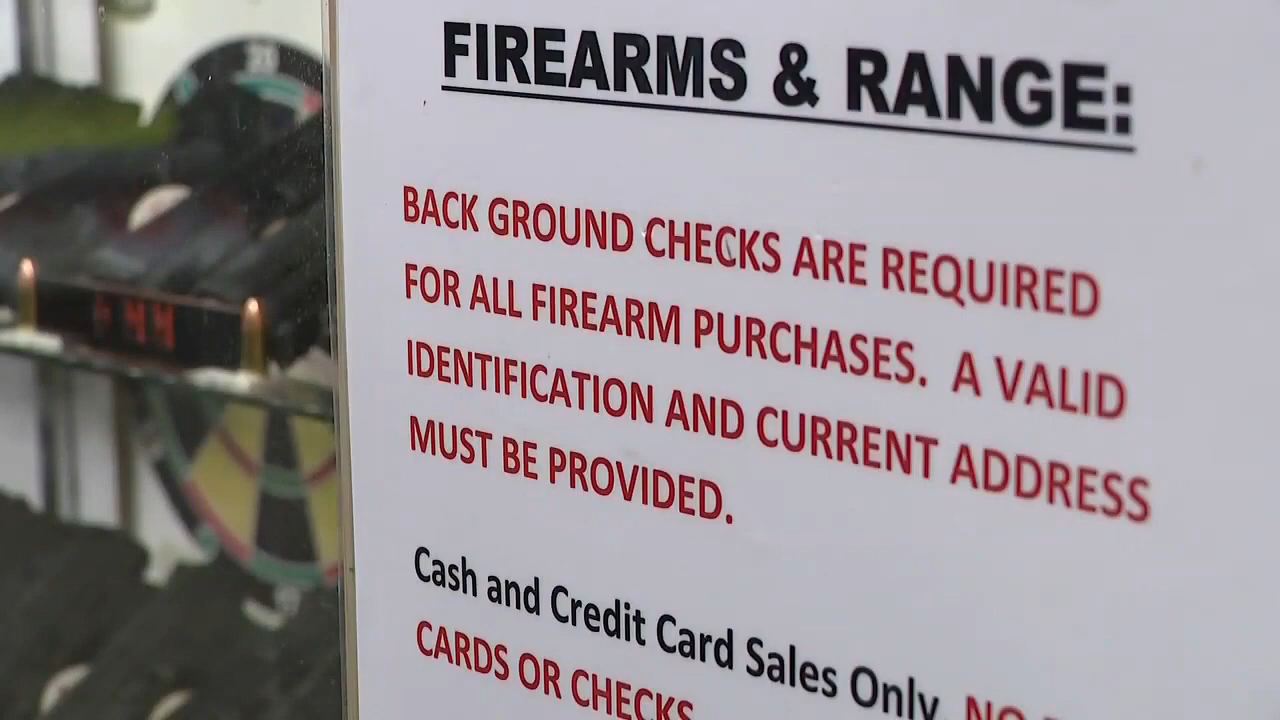 FIREARMS & RANGE:
BACK GROUND CHECKS ARE REQUIRED
FOR ALL FIREARM PURCHASES. A VALID
IDENTIFICATION AND CURRENT ADDRESS
MUST BE PROVIDED.
Cash and Credit Card Sales Only. NO
CARDS OR CHECKS